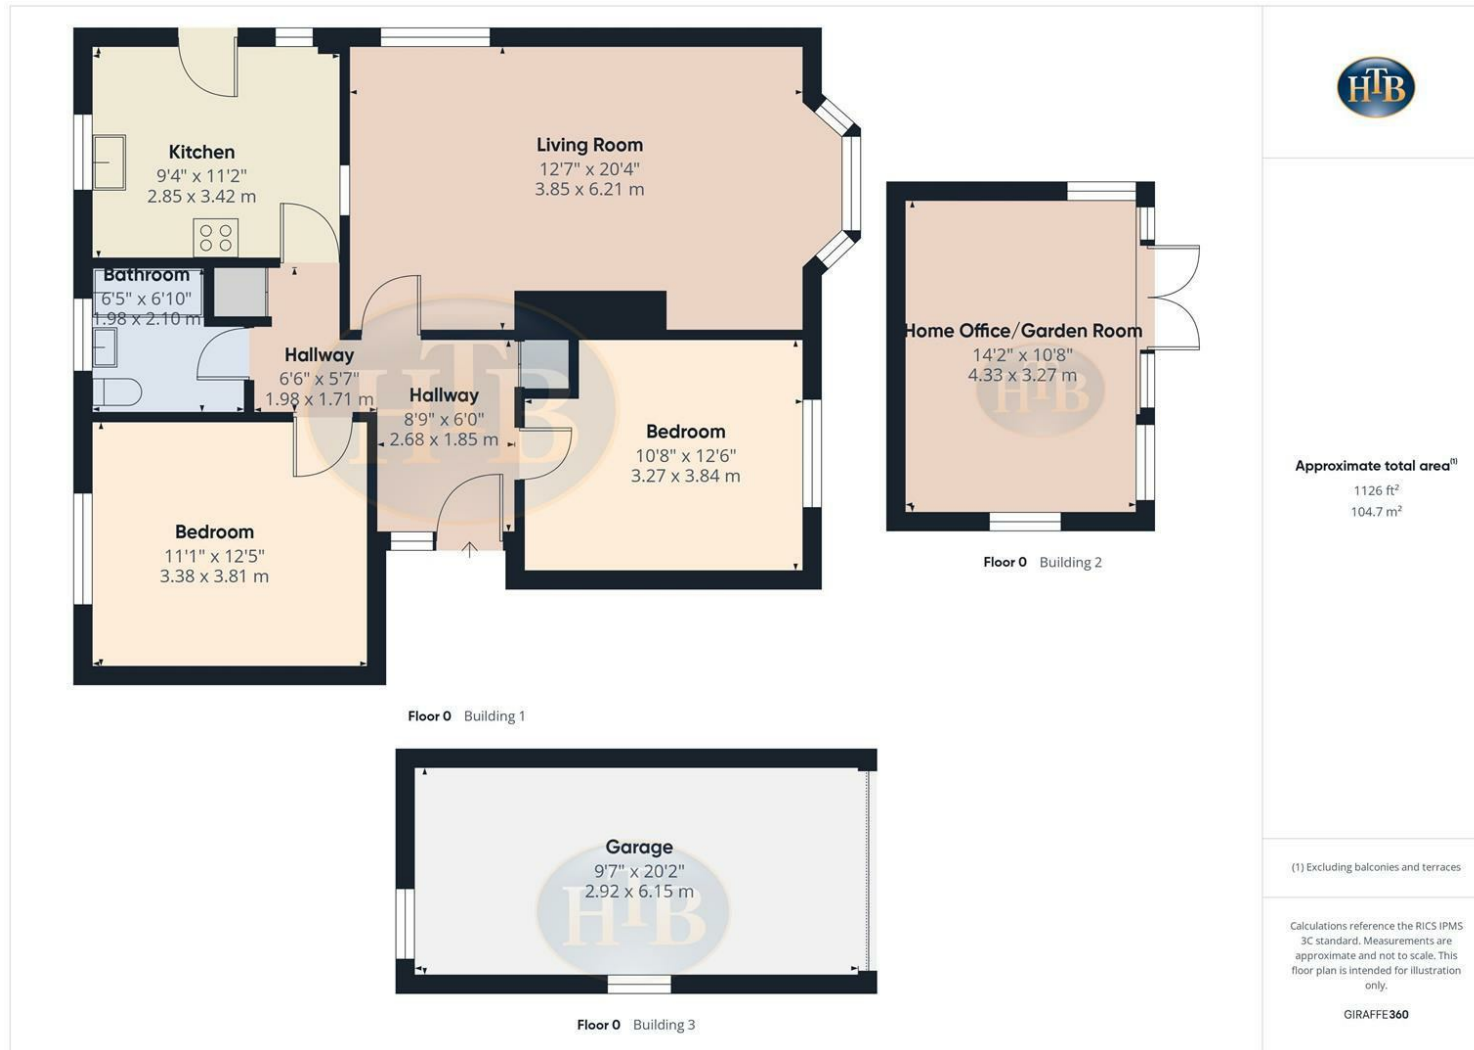 Kitchen
9'4" x 11'2"
2.85 x 3.42 m
Living Room
12'7" x 20'4"
3.85 x 6.21 m
Bathroom
6'5" x 6'10"
1.98 x 2.10 m
Hallway
6'6" x 5'7"
1.98 x 1.71 m
Hallway
8'9" x 6'0"
2.68 x 1.85 m
Bedroom
10'8" x 12'6"
3.27 x 3.84 m
Bedroom
11'1" x 12'5"
3.38 x 3.81 m
HTB
Floor 0 Building 1
Home Office/Garden Room
14'2" x 10'8"
4.33 x 3.27 m
HTB
Floor 0 Building 2
Garage
9'7" x 20'2"
2.92 x 6.15 m
HTB
Floor 0 Building 3
HTB
Approximate total area(1)
1126 ft²
104.7 m²
(1) Excluding balconies and terraces
Calculations reference the RICS IPMS
3C standard. Measurements are
approximate and not to scale. This
floor plan is intended for illustration
only.
GIRAFFE360